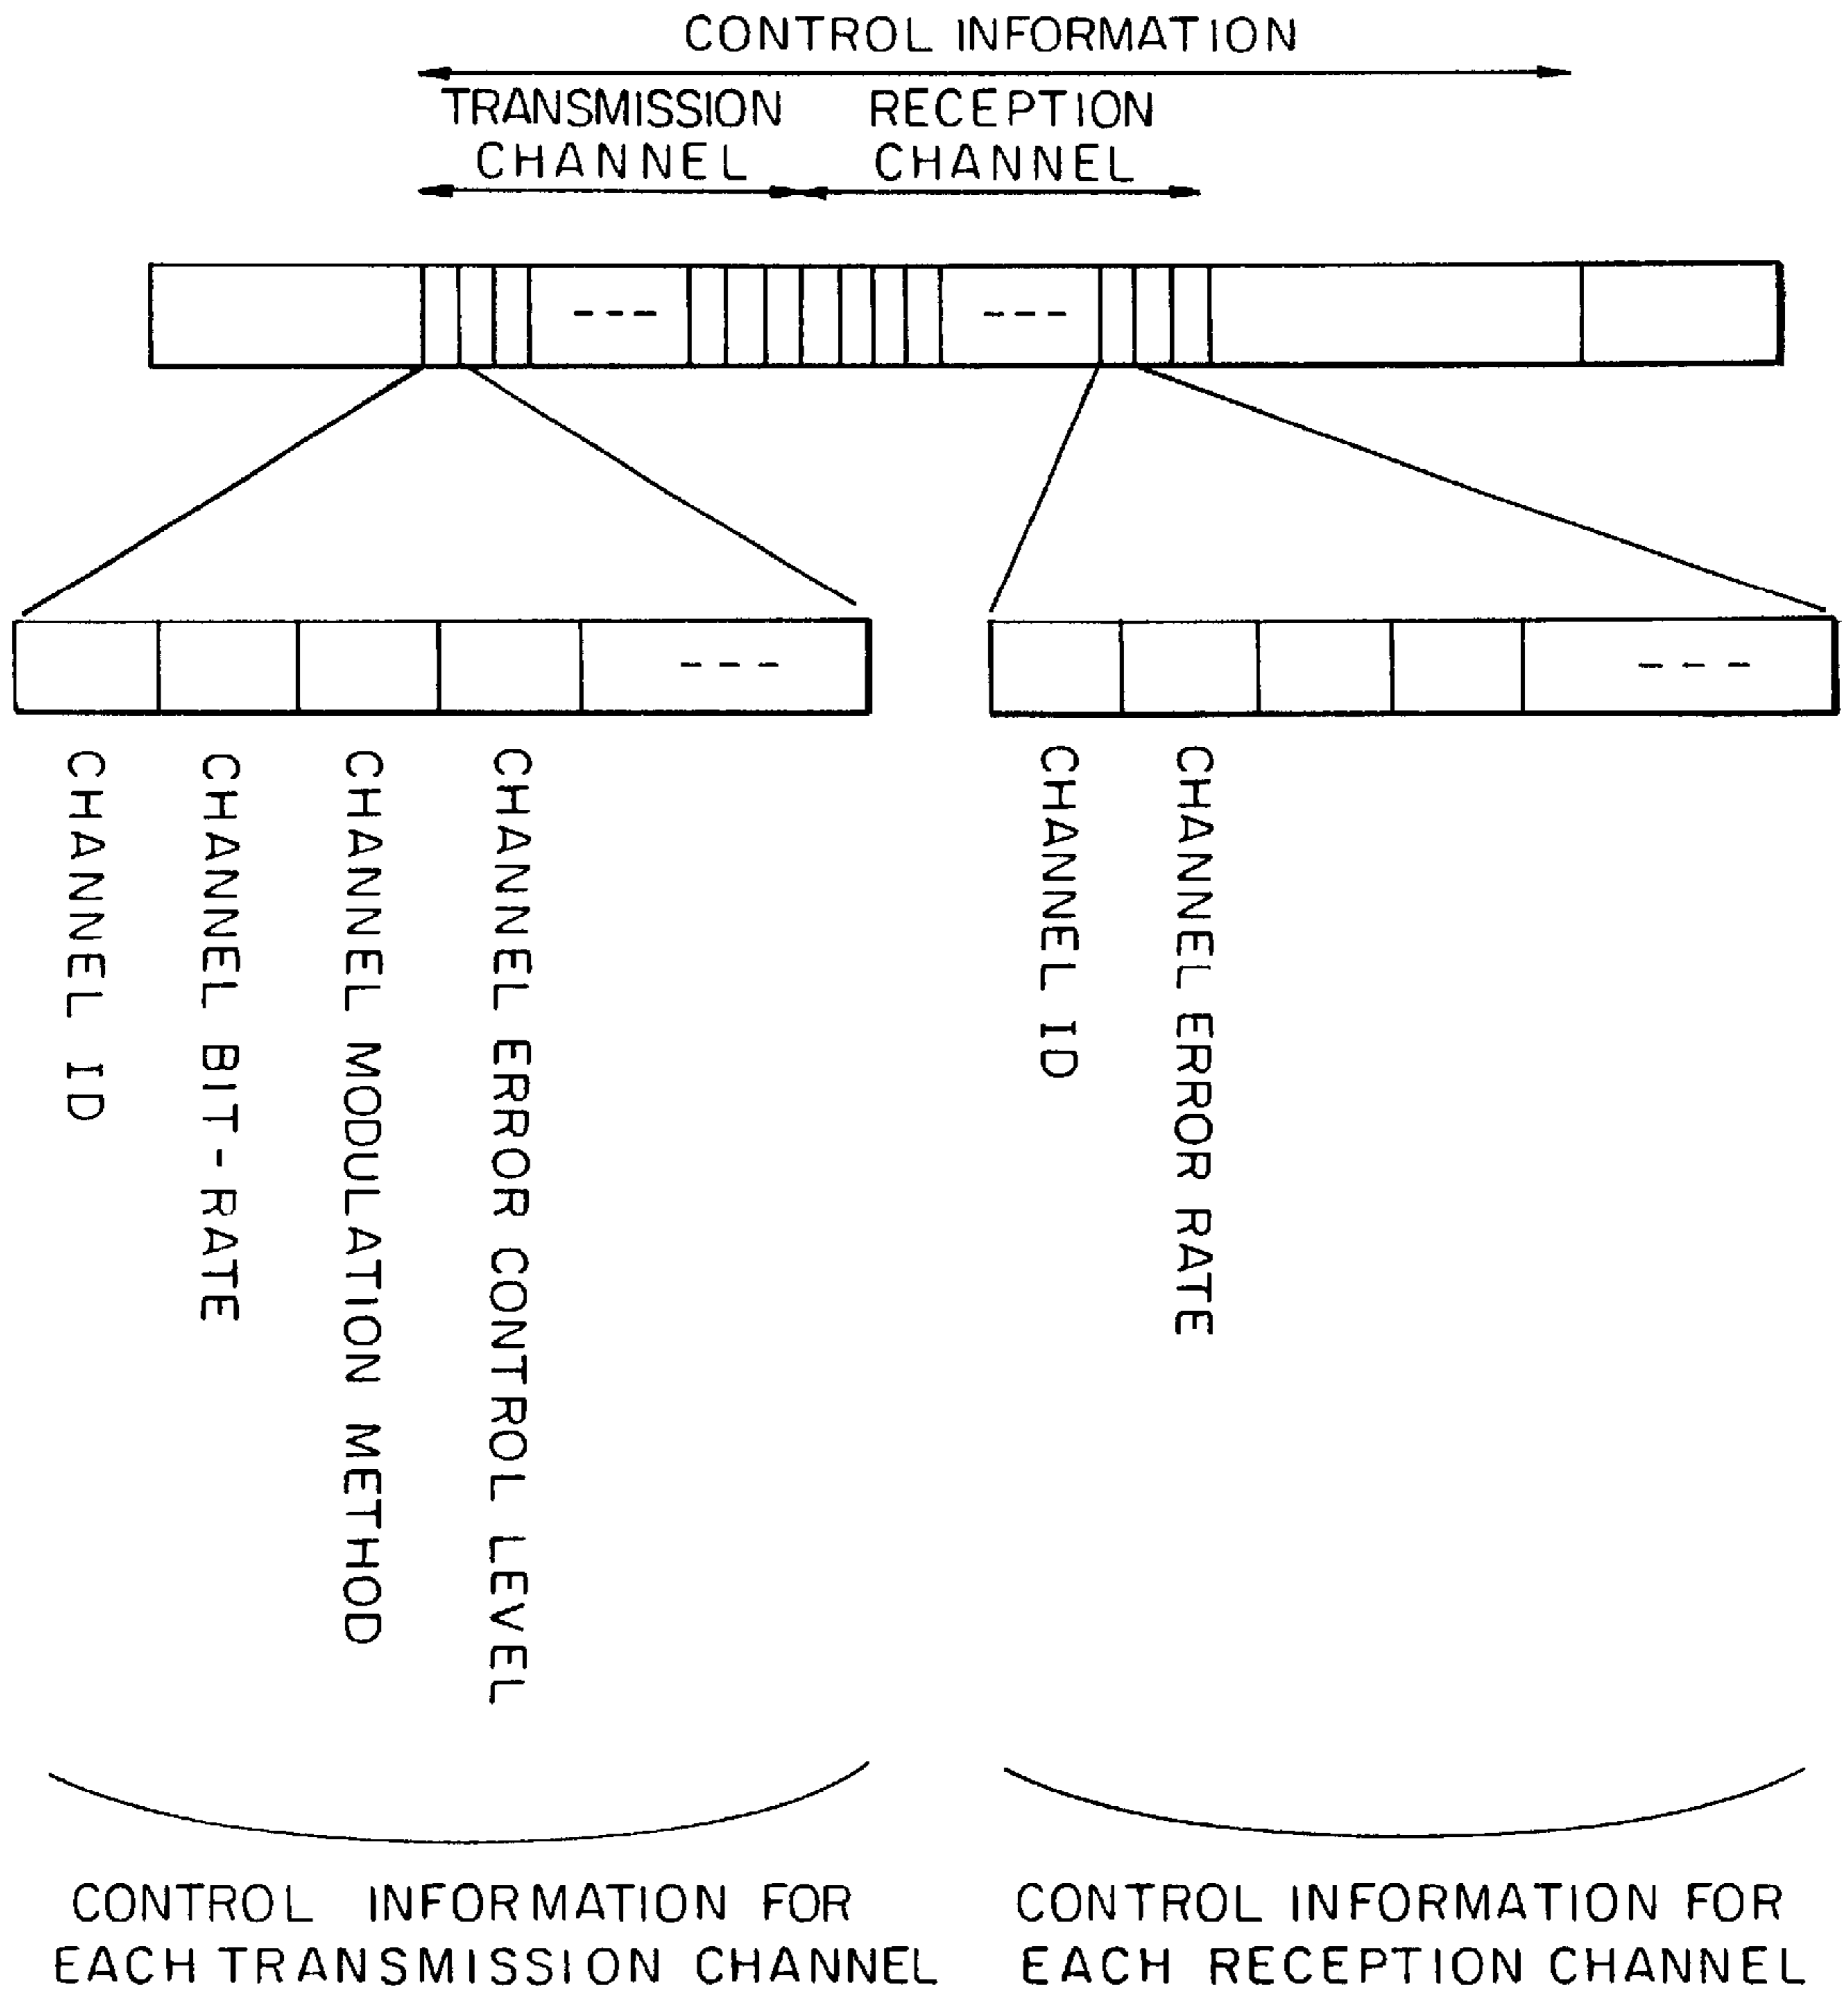 CONTROL INFORMATION
TRANSMISSION
CHANNEL
RECEPTION
CHANNEL
CHANNEL ID
CHANNEL BIT-RATE
CHANNEL MODULATION METHOD
CHANNEL ERROR CONTROL LEVEL
CHANNEL ID
CHANNEL ERROR RATE
CONTROL INFORMATION FOR
EACH TRANSMISSION CHANNEL
CONTROL INFORMATION FOR
EACH RECEPTION CHANNEL